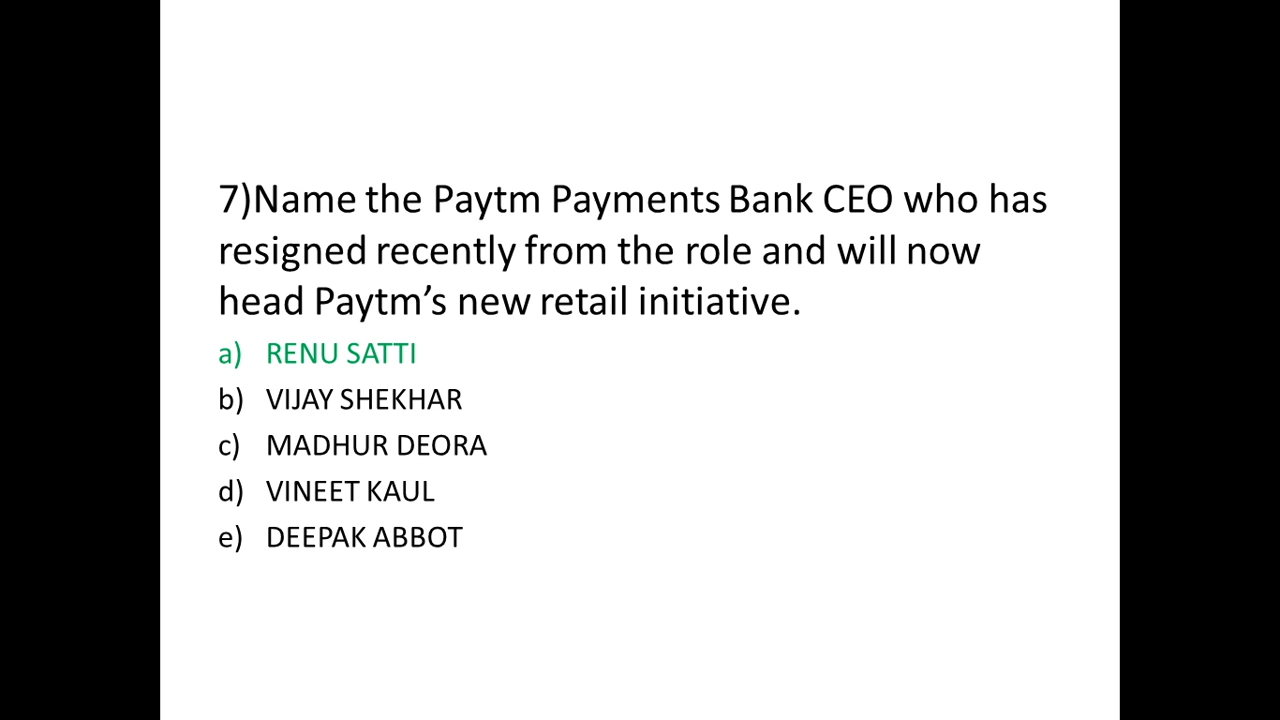 7)Name the Paytm Payments Bank CEO who has
resigned recently from the role and will now
head Paytm’s new retail initiative.
a) RENU SATTI
b) VIJAY SHEKHAR
c) MADHUR DEORA
d) VINEET KAUL
e) DEEPAK ABBOT